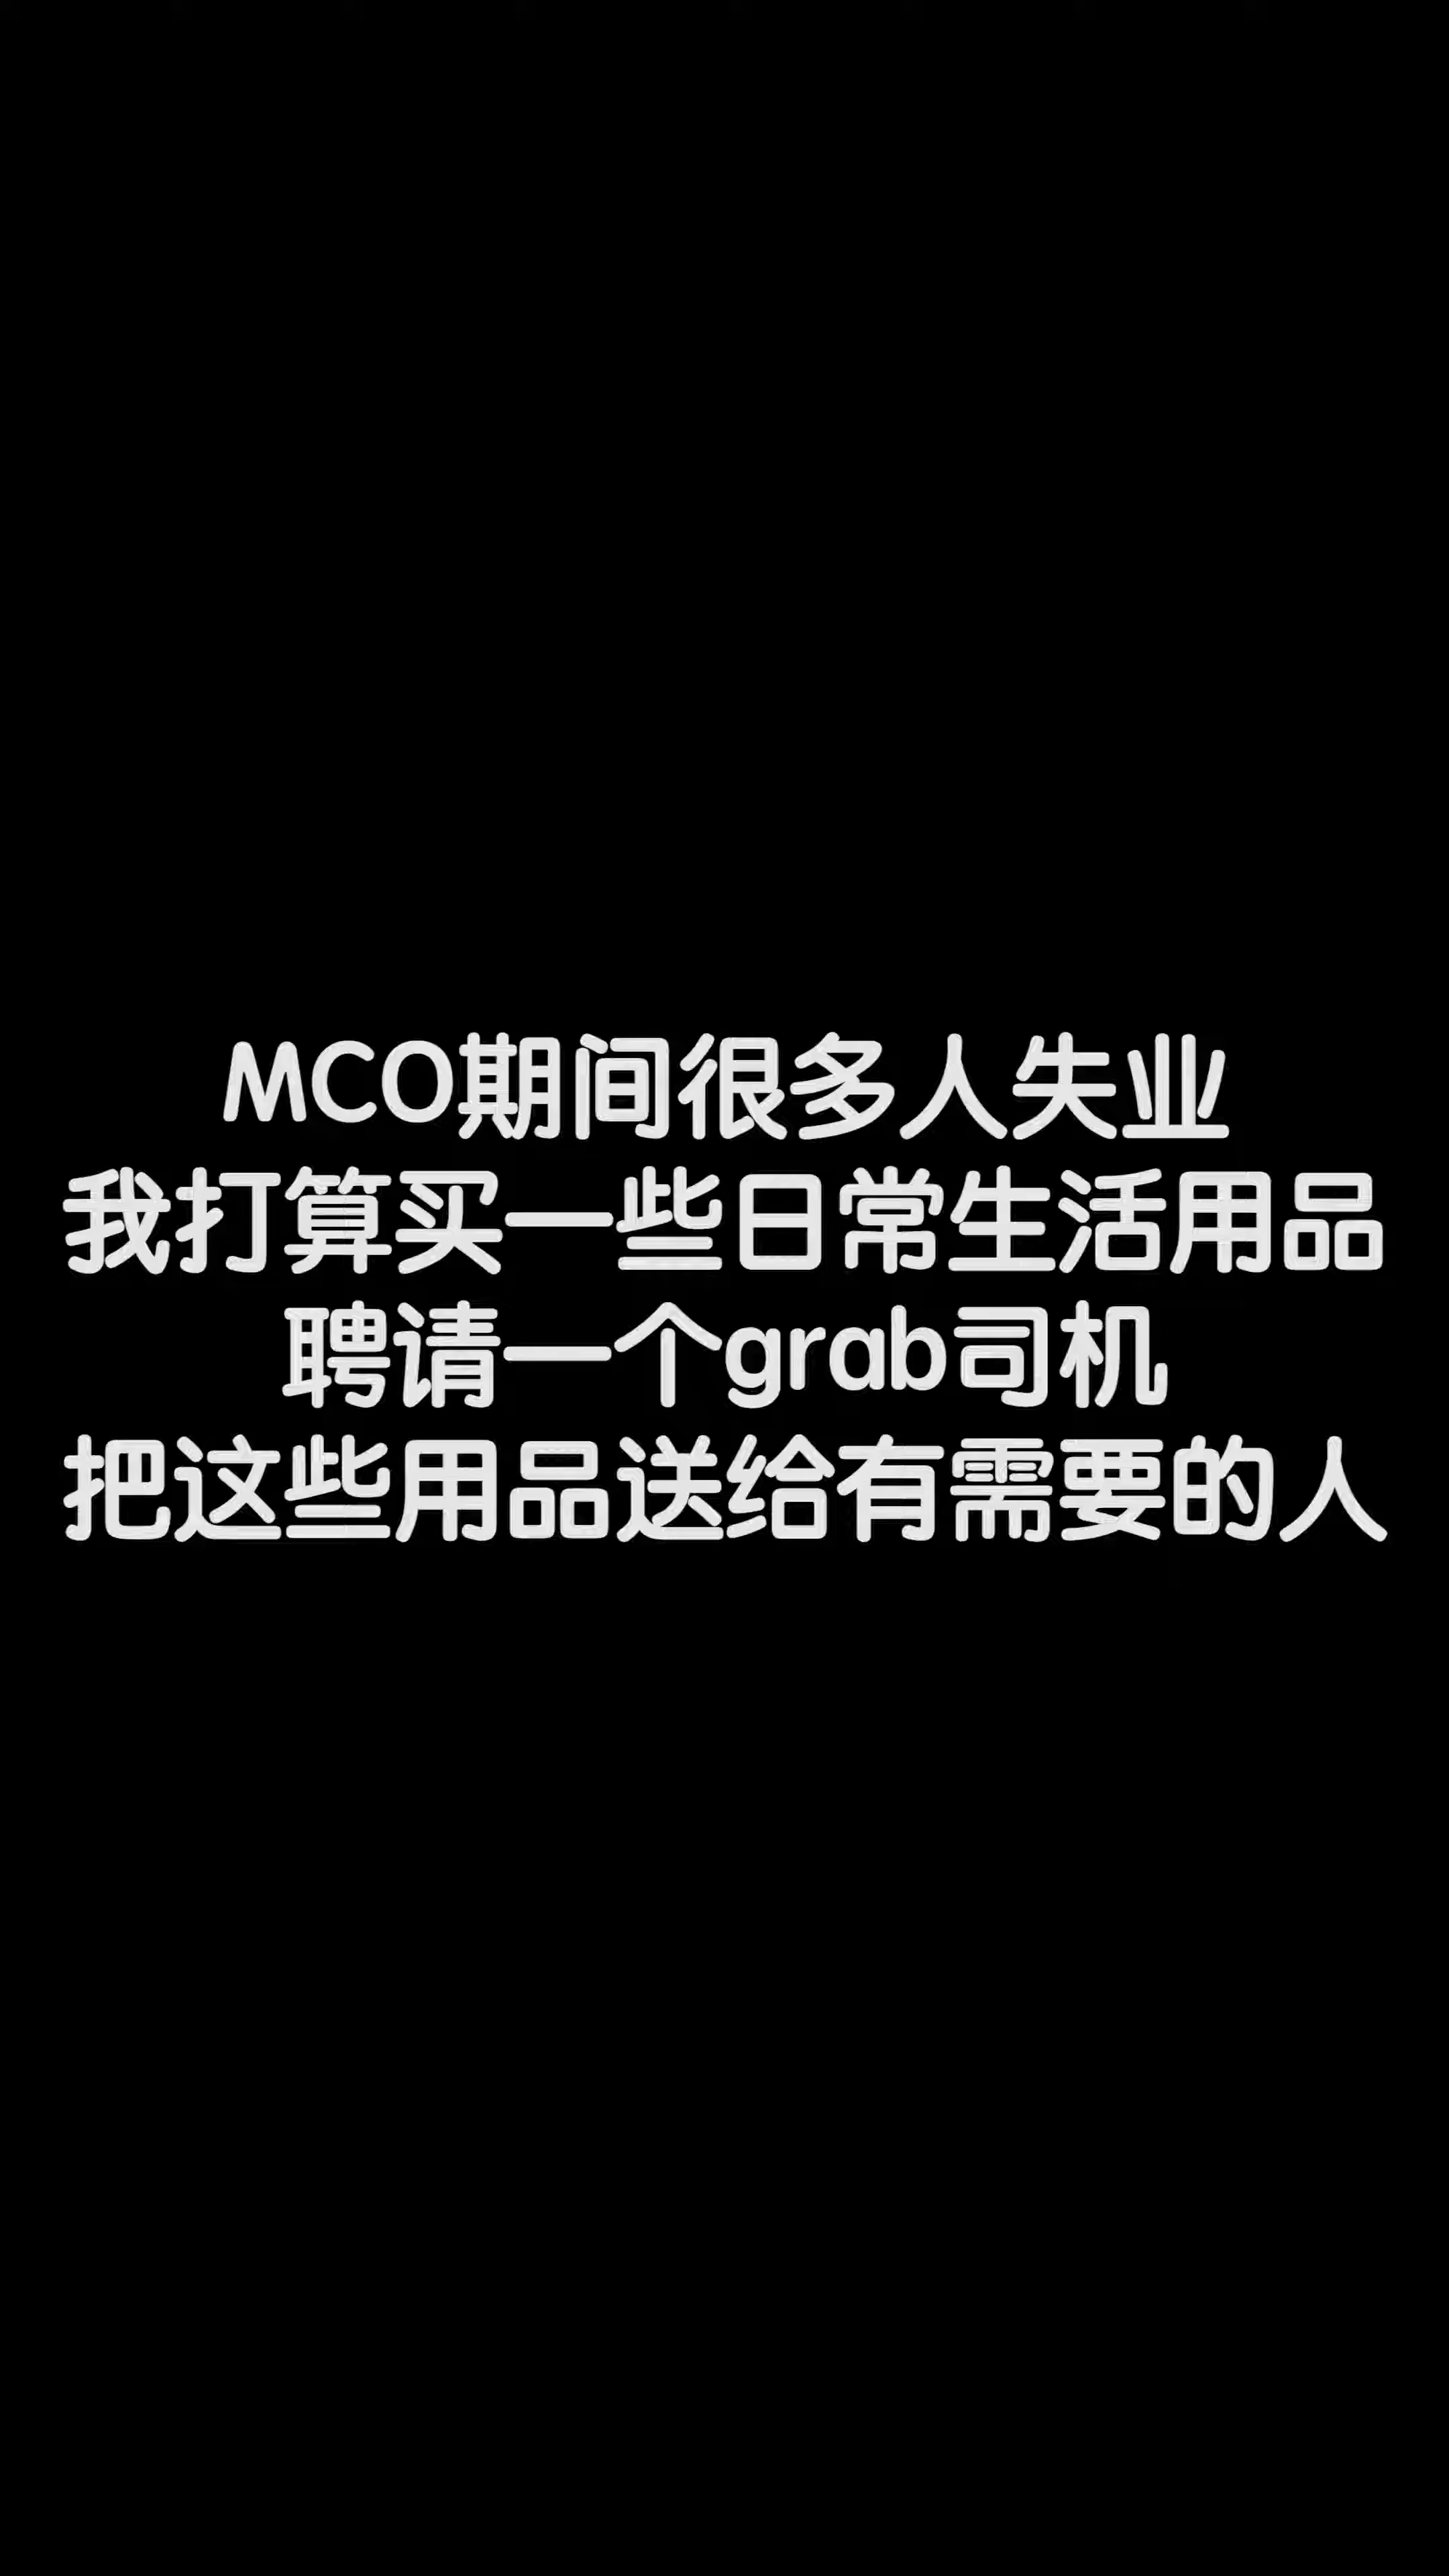 MCO期间很多人失业
我打算买一些日常生活用品
聘请一个grab司机
把这些用品送给有需要的人